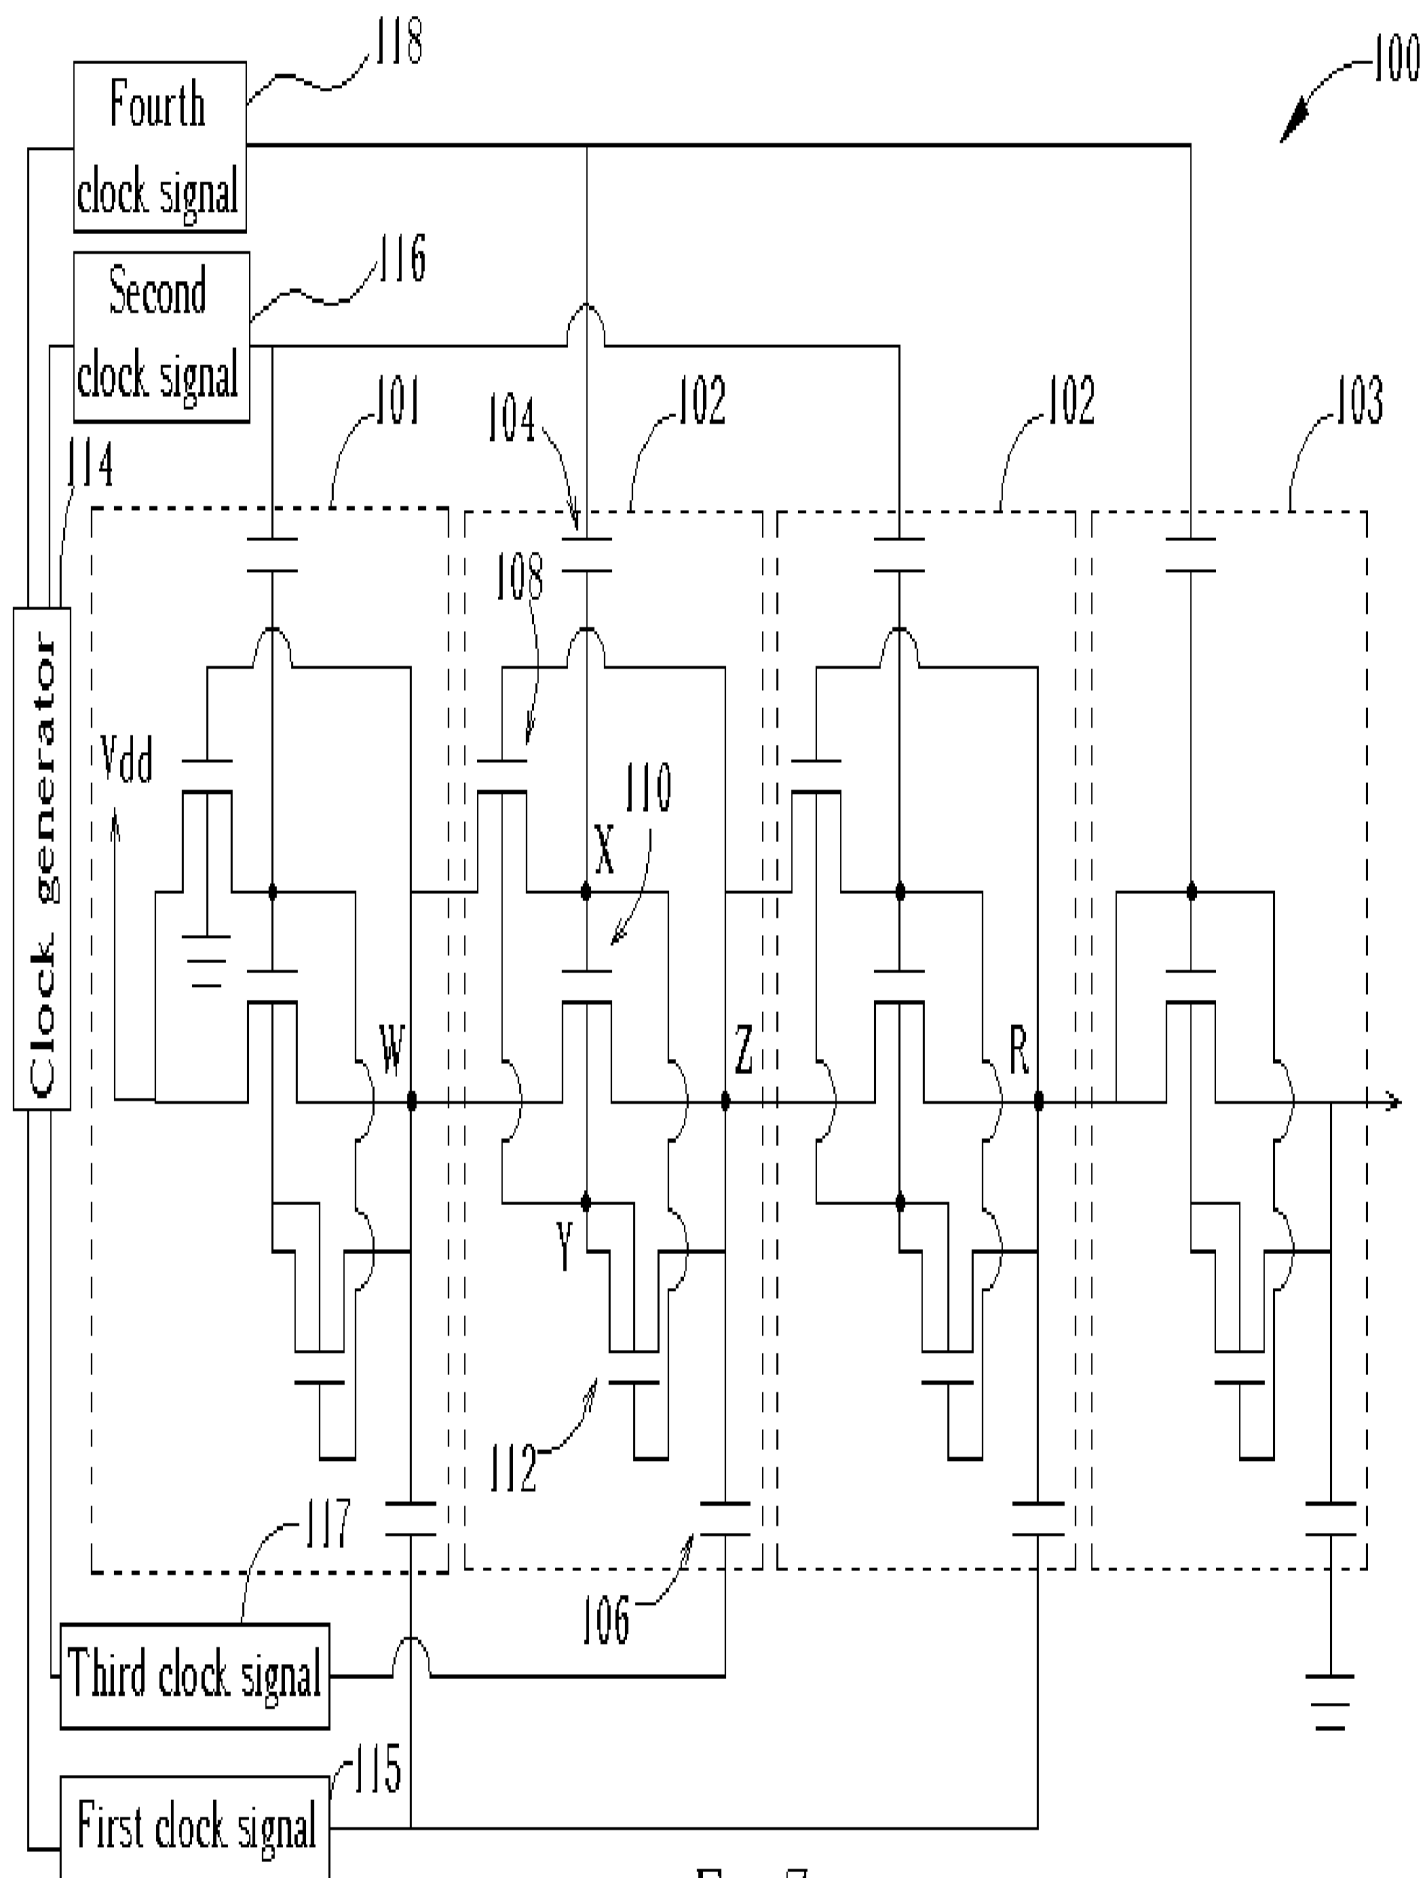 118
100
Fourth
clock signal
116
Second
clock signal
101
104
102
102
103
114
108
Vdd
110
X
Clock generator
W
Z
R
Y
112
117
106
Third clock signal
115
First clock signal